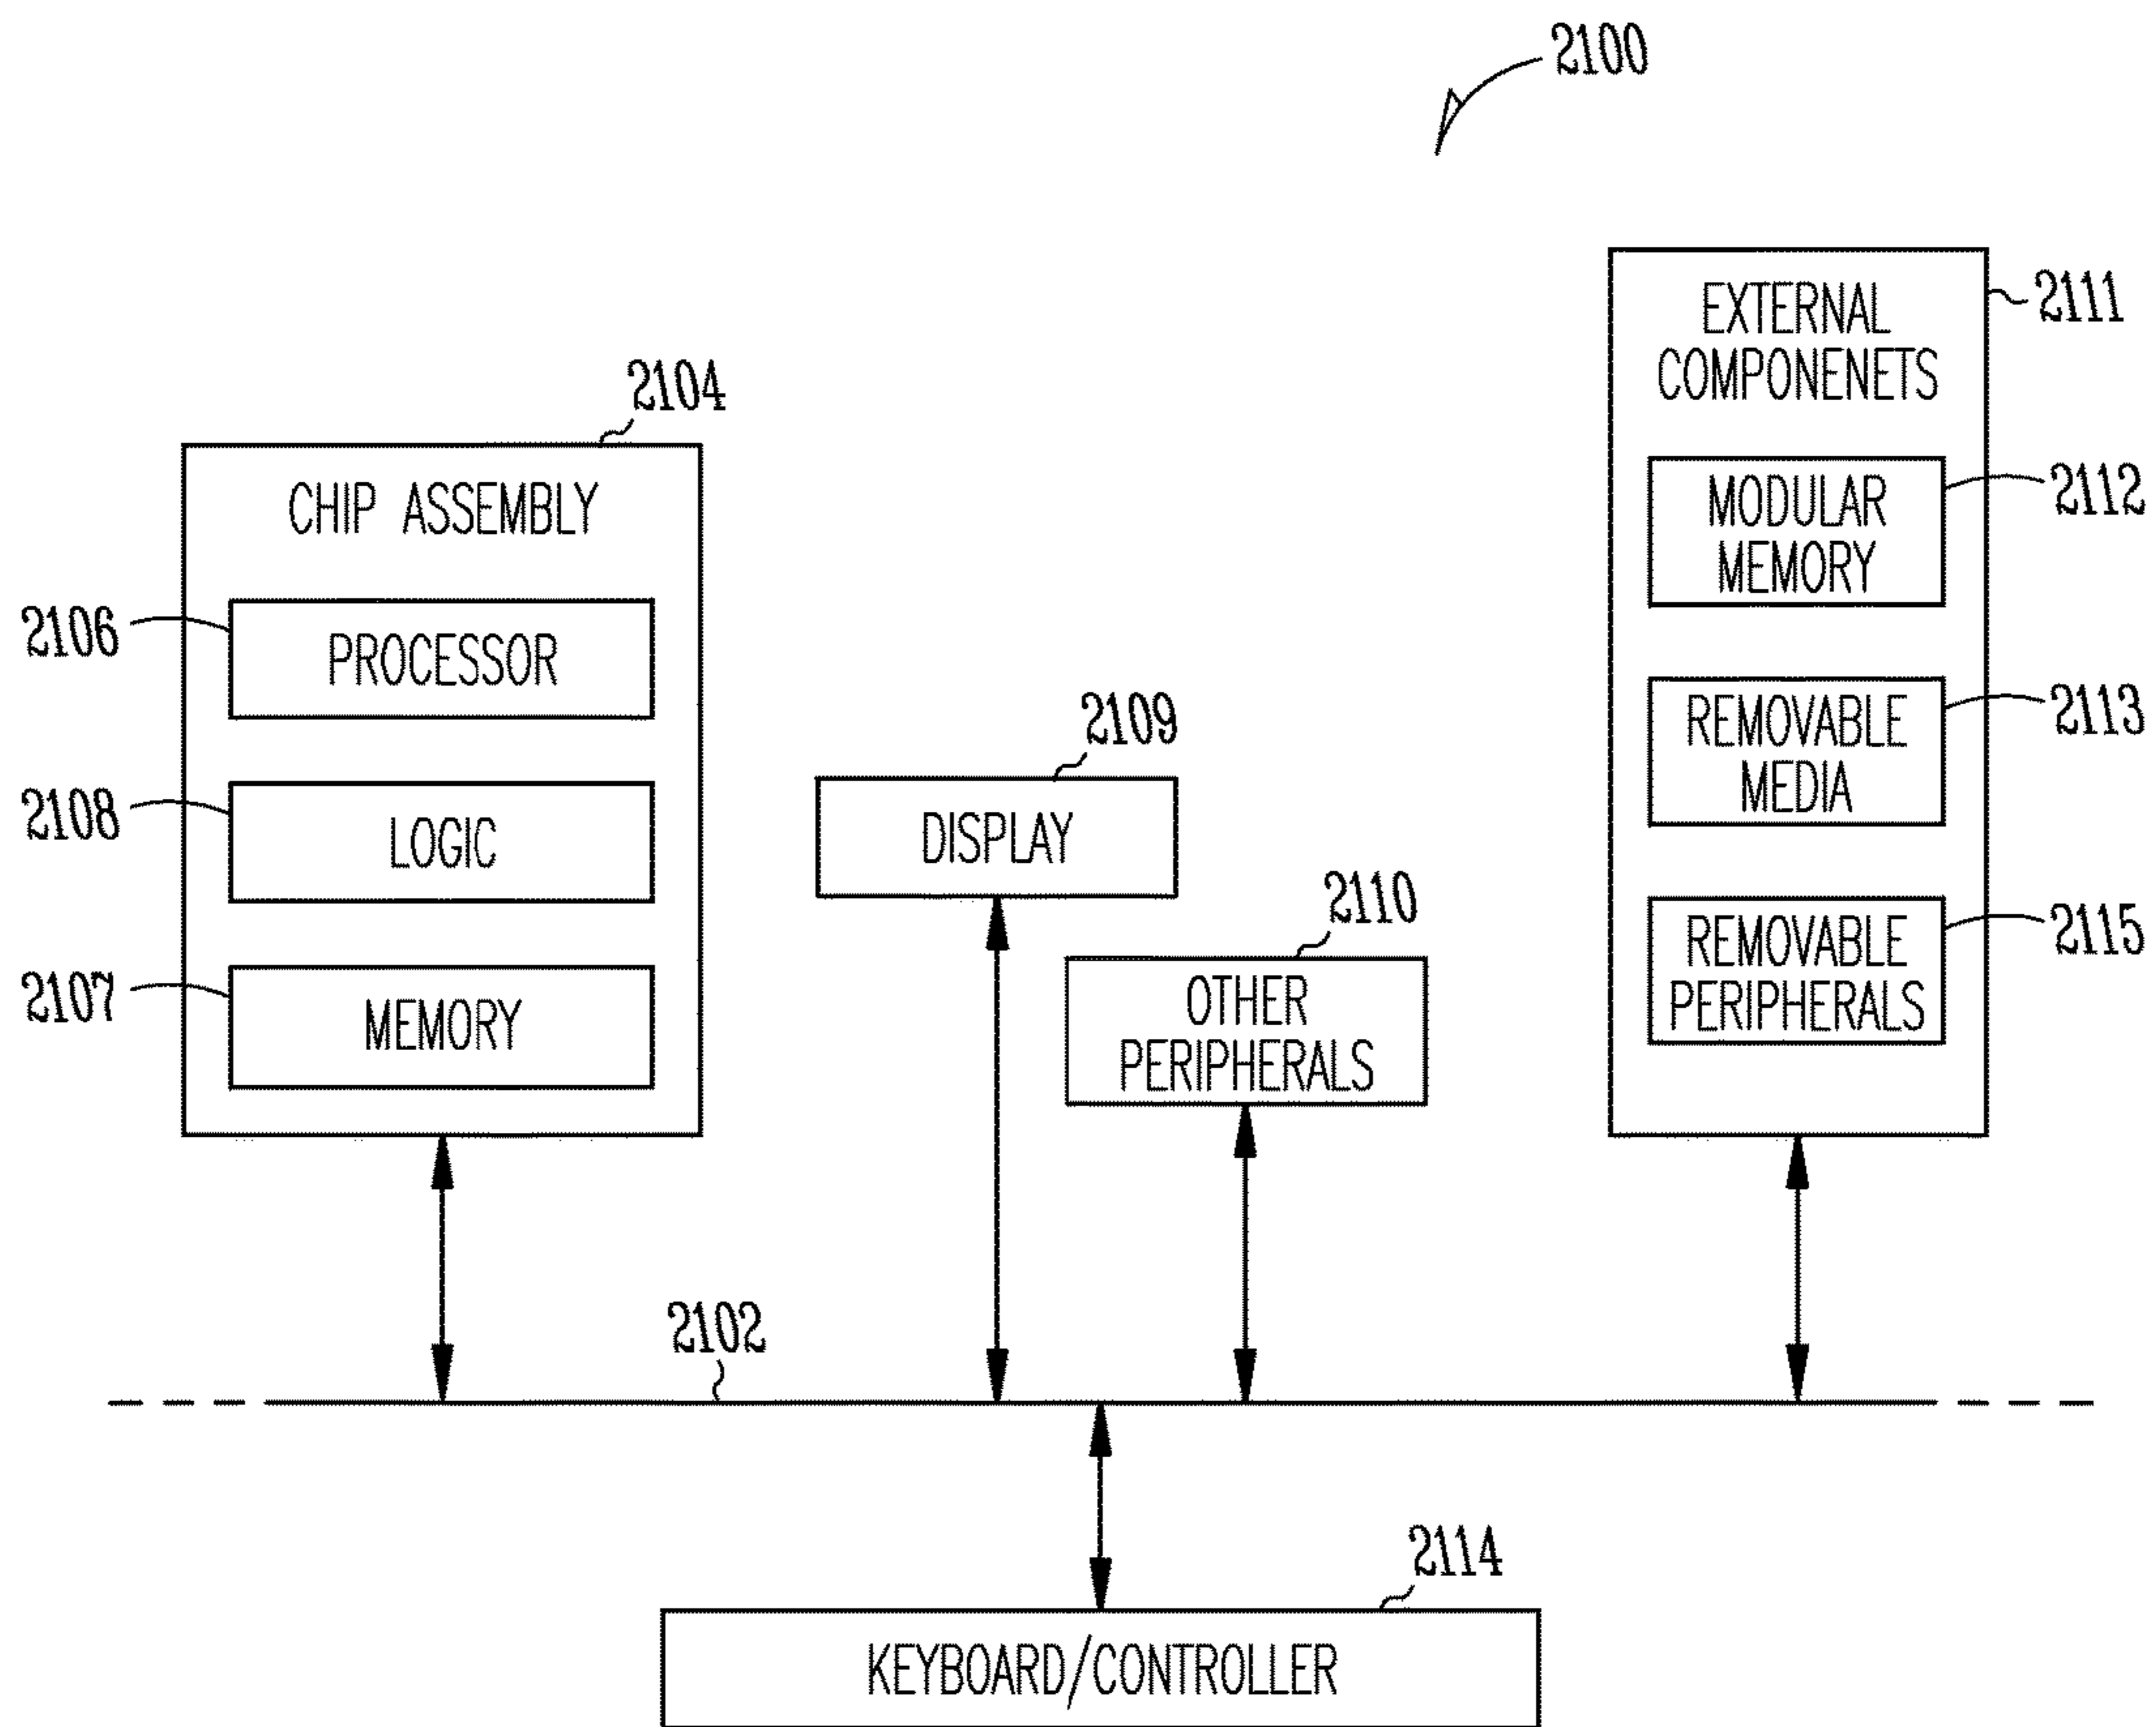 2100
EXTERNAL
COMPONENETS
2111
2104
CHIP ASSEMBLY
MODULAR
MEMORY
2112
2106
PROCESSOR
2109
REMOVABLE
MEDIA
2113
2108
LOGIC
DISPLAY
2110
REMOVABLE
PERIPHERALS
2115
2107
MEMORY
OTHER
PERIPHERALS
2102
2114
KEYBOARD/CONTROLLER